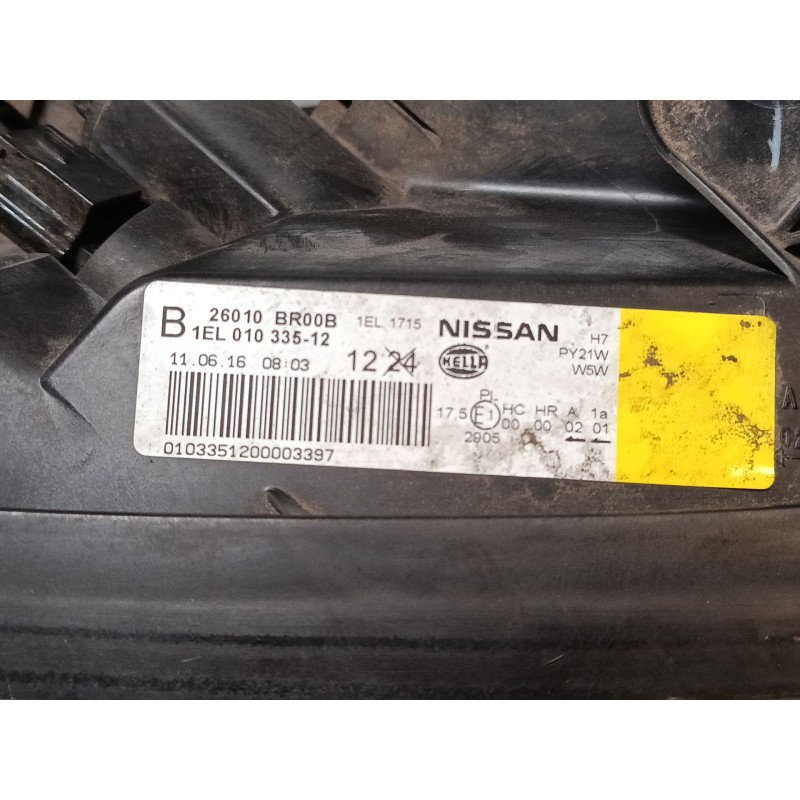 B 26010 BR00B 1EL 1715 NISSAN H7
1EL 010 335-12 PY21W
11.06.16 08:03 12 24 HELLA W5W
PL HC HR A 1a
17,5 E1 00 00 02 01
2905
0103351200003397
A